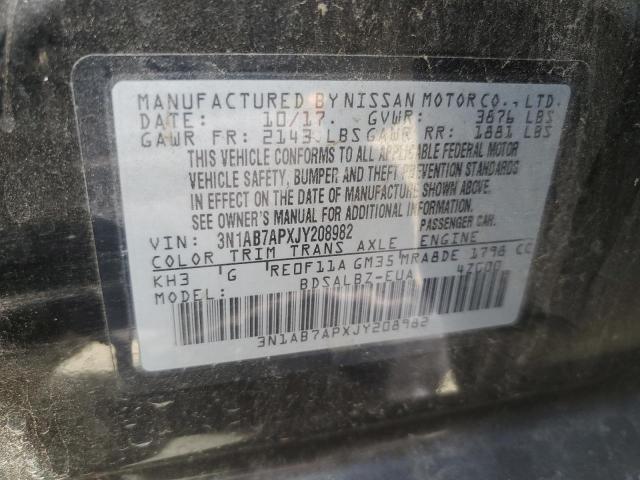 MANUFACTURED BY NISSAN MOTOR CO., LTD.
DATE: 10/17. GVWR: 3876 LBS
GAWR FR: 2143 LBS GAWR RR: 1881 LBS
THIS VEHICLE CONFORMS TO ALL APPLICABLE FEDERAL MOTOR
VEHICLE SAFETY, BUMPER AND THEFT PREVENTION STANDARDS
IN EFFECT ON THE DATE OF MANUFACTURE SHOWN ABOVE.
SEE OWNER'S MANUAL FOR ADDITIONAL INFORMATION.
VIN: 3N1AB7APXJY208982 PASSENGER CAR.
COLOR TRIM TRANS AXLE ENGINE
KH3 G RE0F11A GM35 MRA8DE 1798 CC
MODEL: BDSALBZ-EUA 4ZG00
3N1AB7APXJY208982